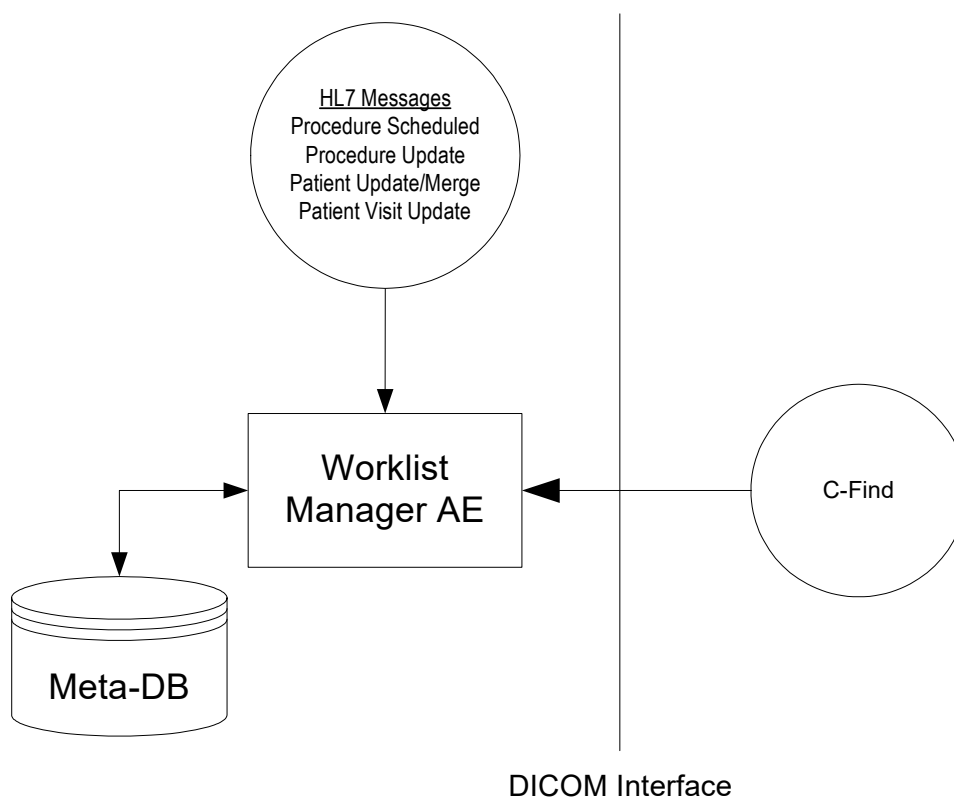 HL7 Messages
Procedure Scheduled
Procedure Update
Patient Update/Merge
Patient Visit Update
Worklist
Manager AE
C-Find
Meta-DB
DICOM Interface